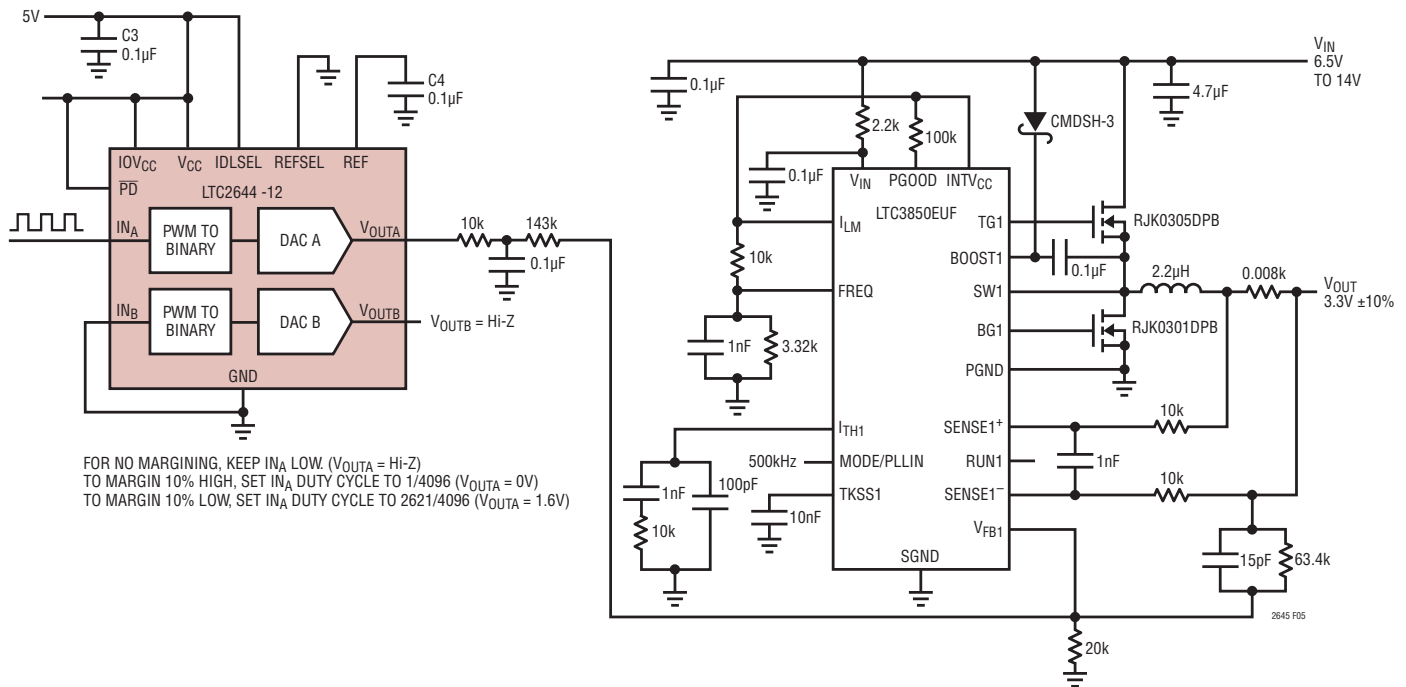 5V
C3
0.1µF
C4
0.1µF
IOVCC
VCC
IDLSEL
REFSEL
REF
PD
LTC2644 -12
INA
PWM TO
BINARY
DAC A
VOUTA
10k
143k
0.1µF
INB
PWM TO
BINARY
DAC B
VOUTB
VOUTB = Hi-Z
GND
FOR NO MARGINING, KEEP INA LOW. (VOUTA = Hi-Z)
TO MARGIN 10% HIGH, SET INA DUTY CYCLE TO 1/4096 (VOUTA = 0V)
TO MARGIN 10% LOW, SET INA DUTY CYCLE TO 2621/4096 (VOUTA = 1.6V)
VIN
6.5V
TO 14V
0.1µF
4.7µF
2.2k
100k
CMDSH-3
0.1µF
VIN
PGOOD
INTVCC
LTC3850EUF
ILM
TG1
RJK0305DPB
10k
BOOST1
0.1µF
2.2µH
0.008k
FREQ
SW1
VOUT
3.3V ±10%
1nF
3.32k
BG1
RJK0301DPB
PGND
ITH1
SENSE1+
10k
500kHz
MODE/PLLIN
RUN1
1nF
1nF
100pF
TKSS1
SENSE1–
10k
10k
10nF
VFB1
SGND
15pF
63.4k
20k
2645 F05